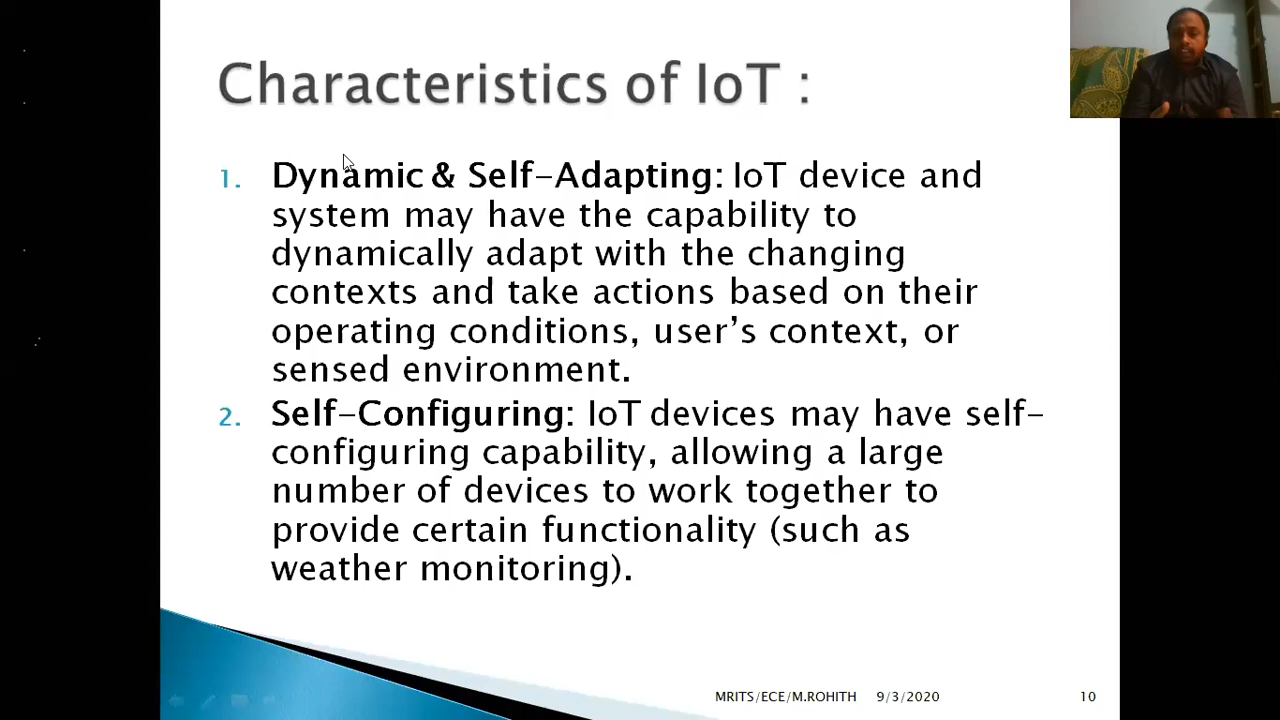 Characteristics of IoT :
1. Dynamic & Self-Adapting: IoT device and
system may have the capability to
dynamically adapt with the changing
contexts and take actions based on their
operating conditions, user’s context, or
sensed environment.
2. Self-Configuring: IoT devices may have self-
configuring capability, allowing a large
number of devices to work together to
provide certain functionality (such as
weather monitoring).
MRITS/ECE/M.ROHITH 9/3/2020 10